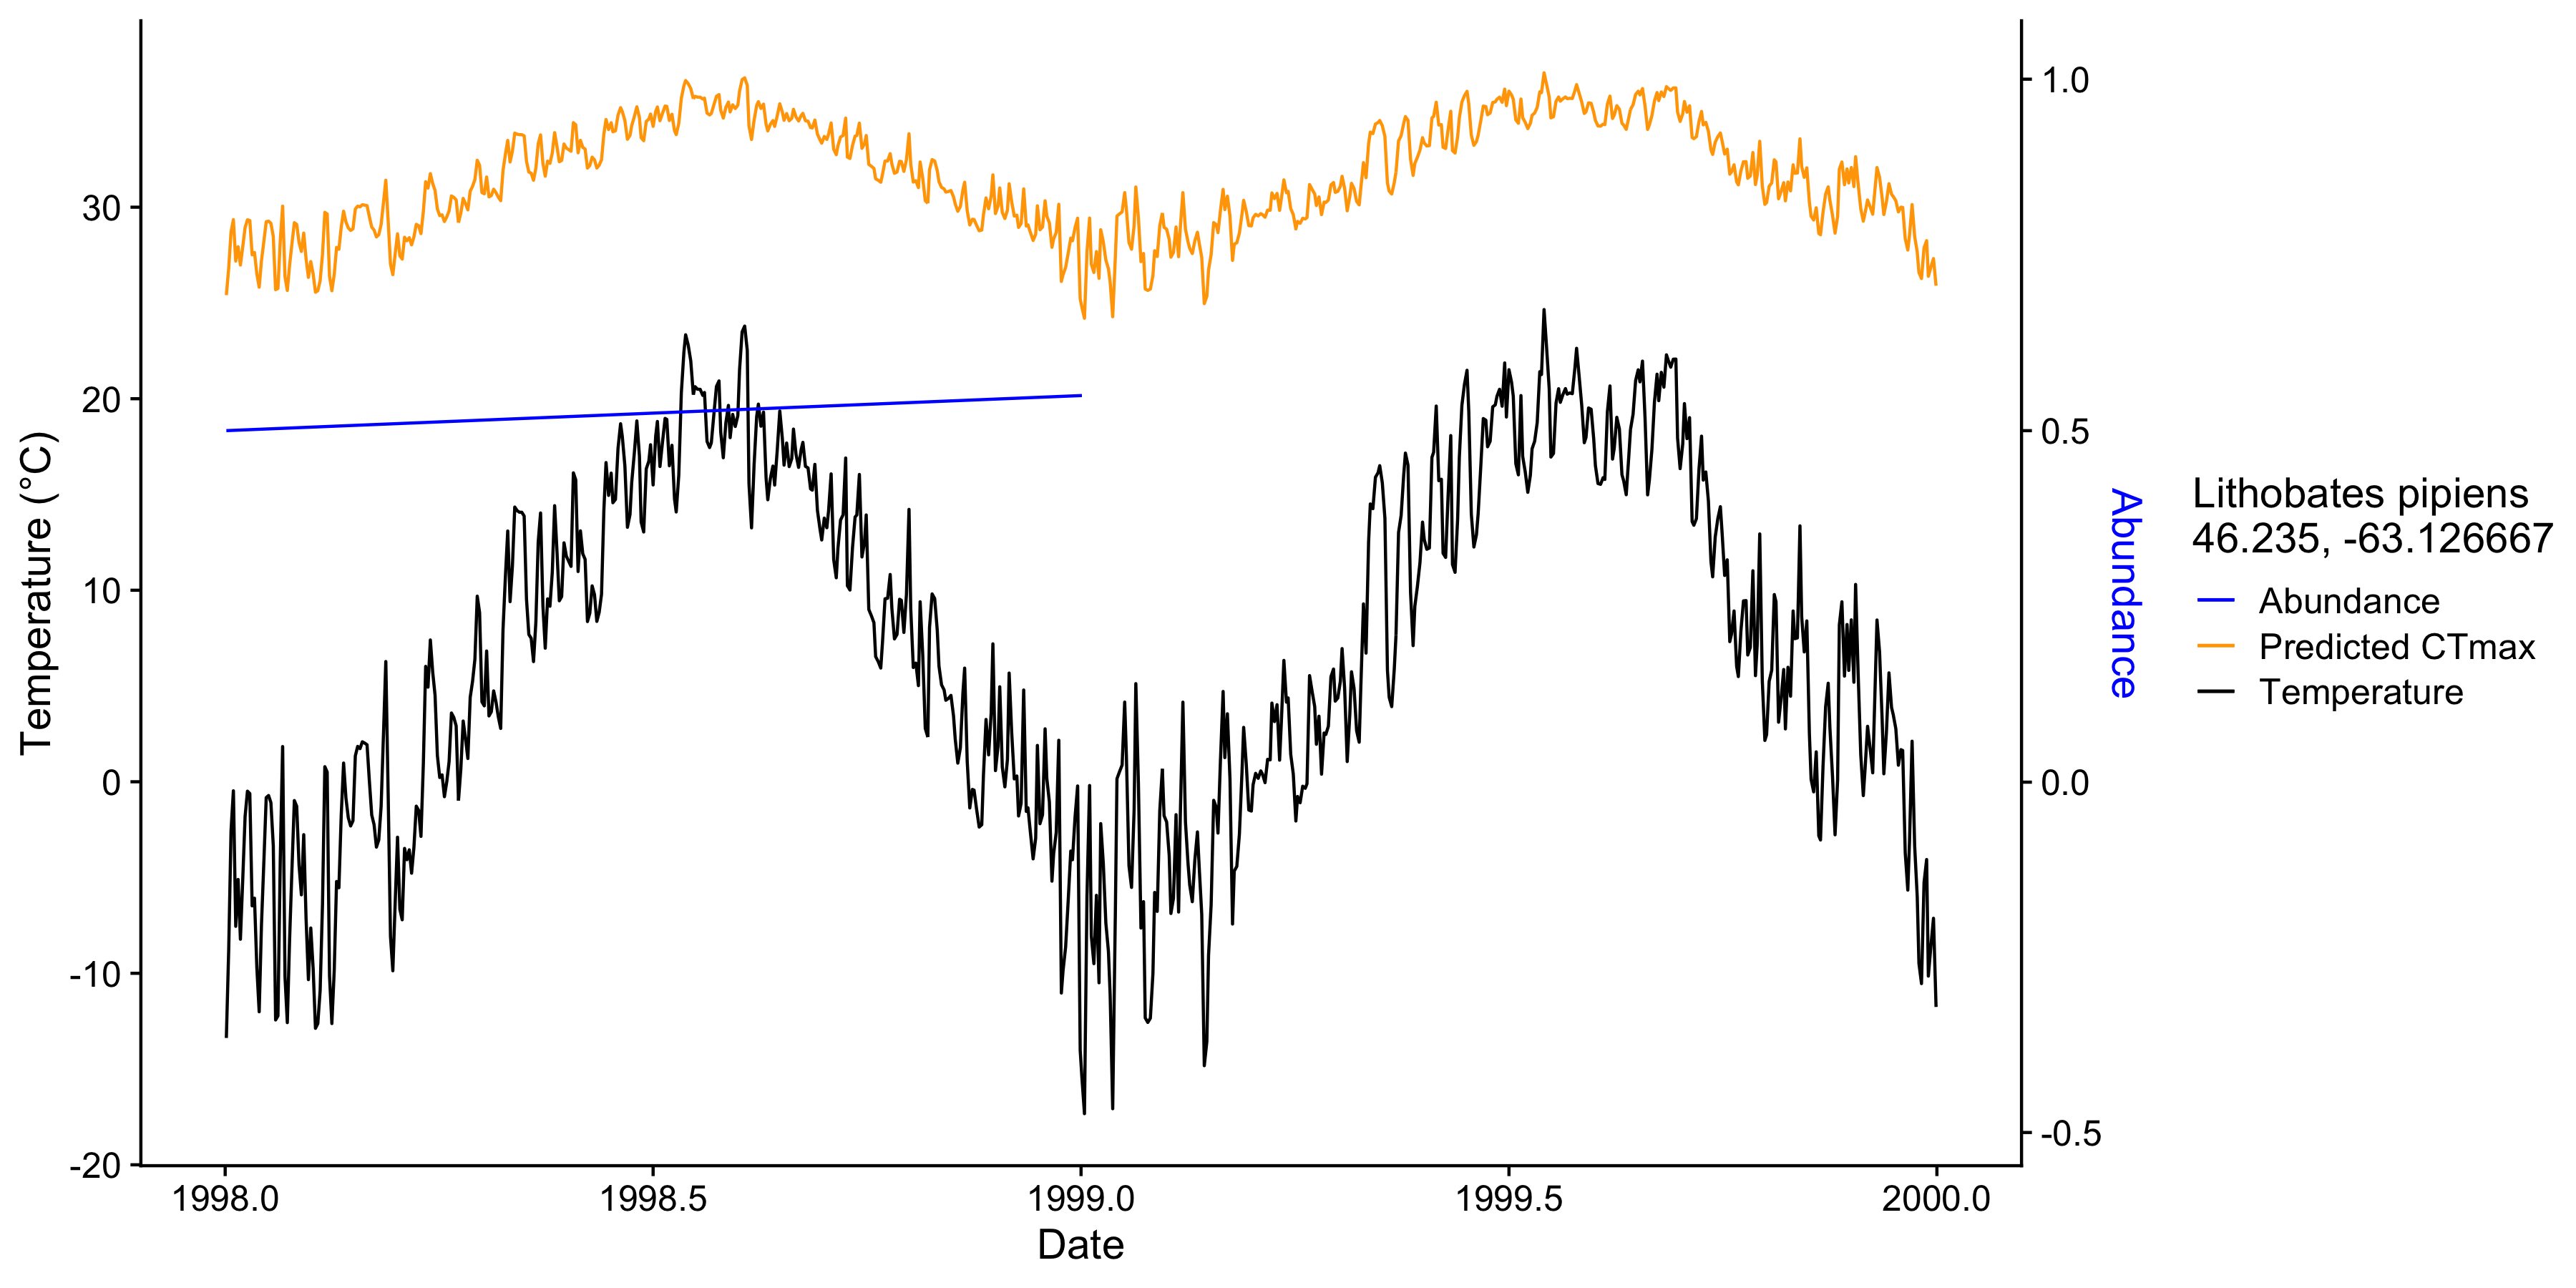 Temperature (°C)
30
20
10
0
-10
-20
1998.0
1998.5
1999.0
1999.5
2000.0
Date
1.0
0.5
0.0
-0.5
Abundance
Lithobates pipiens
46.235, -63.126667
Abundance
Predicted CTmax
Temperature